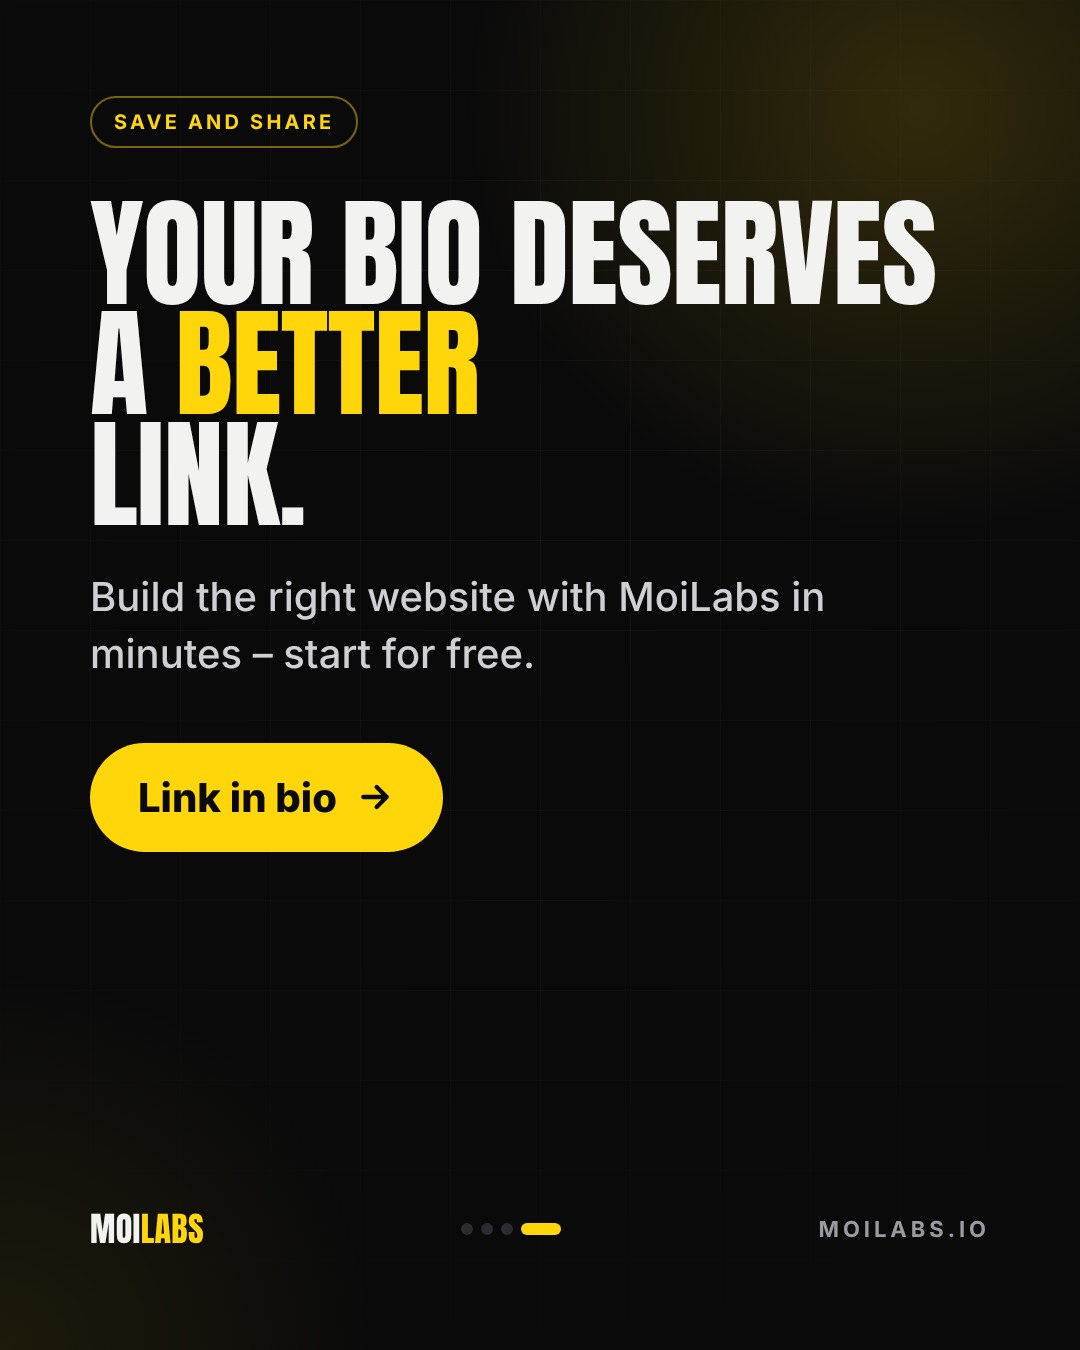 SAVE AND SHARE
YOUR BIO DESERVES
A BETTER
LINK.
Build the right website with MoiLabs in
minutes – start for free.
Link in bio →
MOILABS
MOILABS.IO